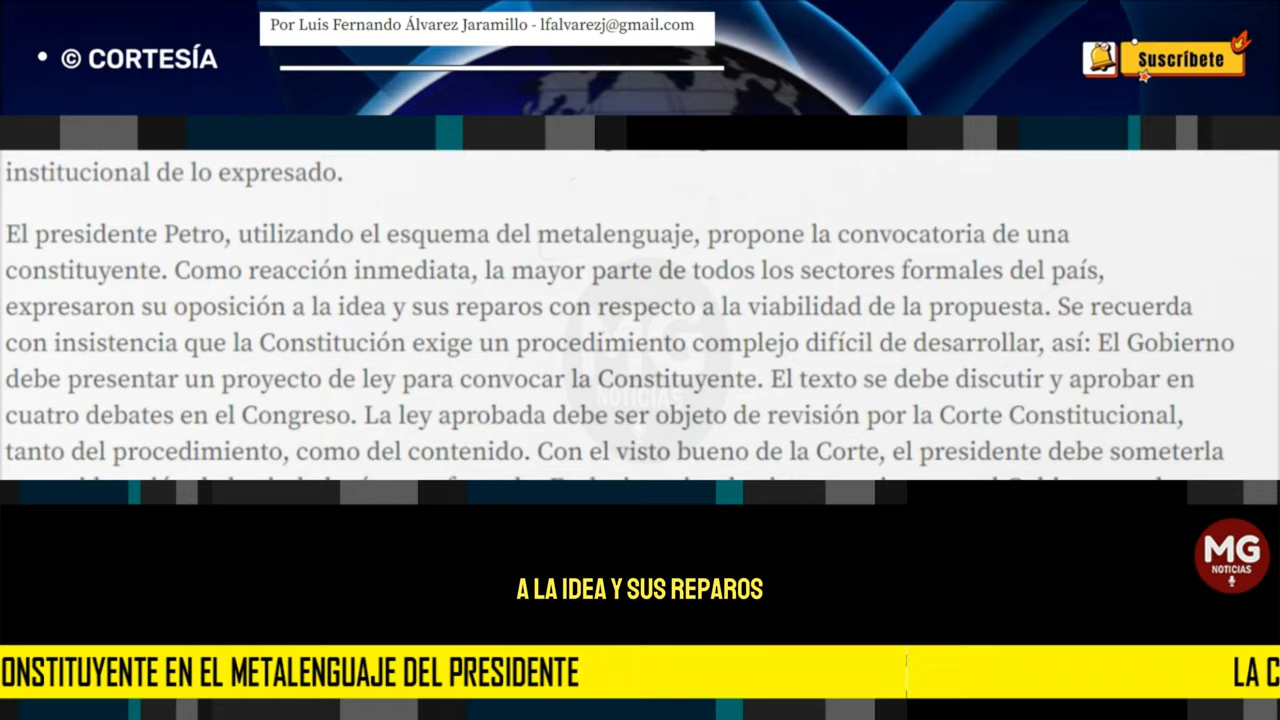 Por Luis Fernando Álvarez Jaramillo - lfalvarezj@gmail.com
• © CORTESÍA
Suscríbete
institucional de lo expresado.
El presidente Petro, utilizando el esquema del metalenguaje, propone la convocatoria de una
constituyente. Como reacción inmediata, la mayor parte de todos los sectores formales del país,
expresaron su oposición a la idea y sus reparos con respecto a la viabilidad de la propuesta. Se recuerda
con insistencia que la Constitución exige un procedimiento complejo difícil de desarrollar, así: El Gobierno
debe presentar un proyecto de ley para convocar la Constituyente. El texto se debe discutir y aprobar en
cuatro debates en el Congreso. La ley aprobada debe ser objeto de revisión por la Corte Constitucional,
tanto del procedimiento, como del contenido. Con el visto bueno de la Corte, el presidente debe someterla
MG
NOTICIAS
MG
NOTICIAS
A LA IDEA Y SUS REPAROS
ONSTITUYENTE EN EL METALENGUAJE DEL PRESIDENTE
LA C